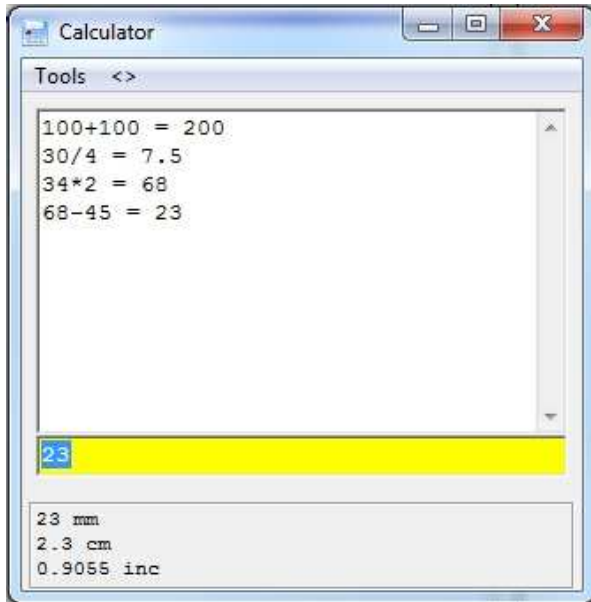 Calculator
Tools <>
100+100 = 200
30/4 = 7.5
34*2 = 68
68-45 = 23
23
23 mm
2.3 cm
0.9055 inc